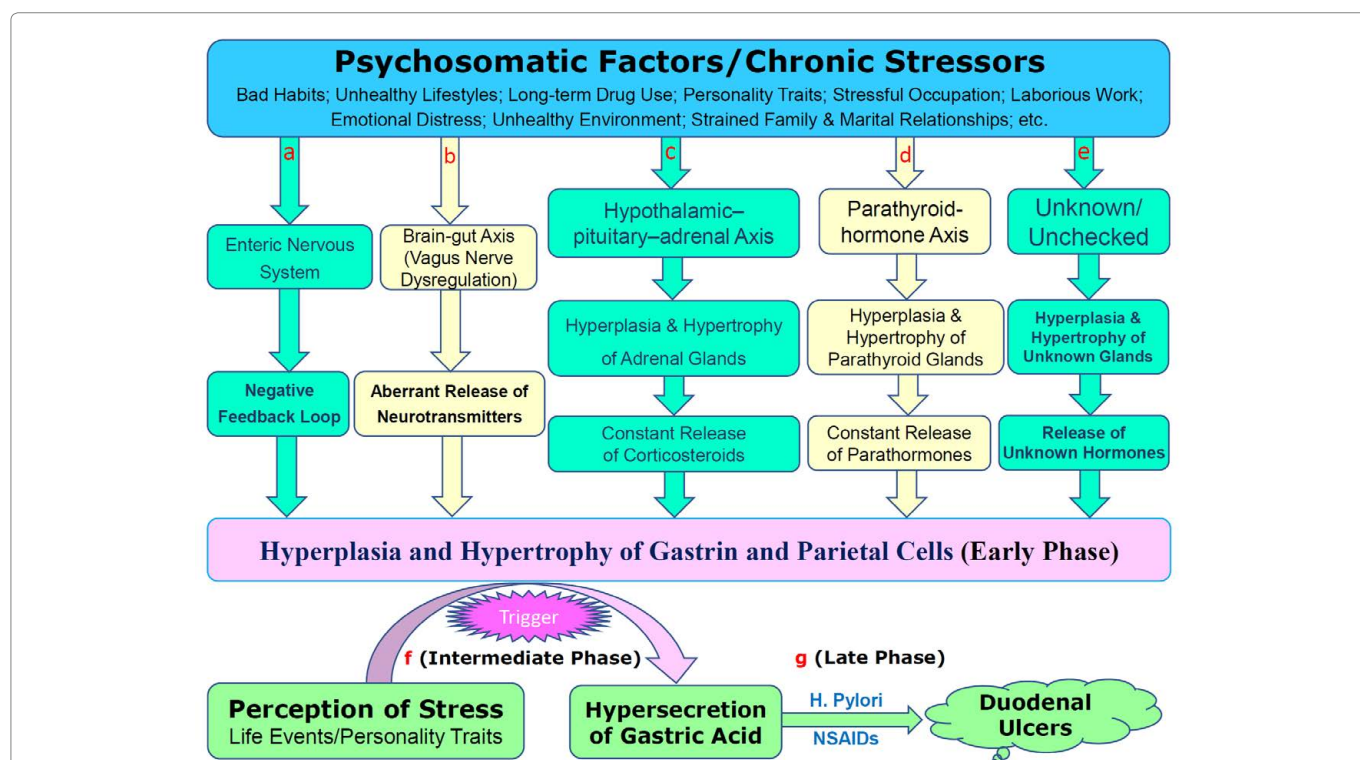 Psychosomatic Factors/Chronic Stressors
Bad Habits; Unhealthy Lifestyles; Long-term Drug Use; Personality Traits; Stressful Occupation; Laborious Work;
Emotional Distress; Unhealthy Environment; Strained Family & Marital Relationships; etc.
a
b
c
d
e
Enteric Nervous
System
Brain-gut Axis
(Vagus Nerve
Dysregulation)
Hypothalamic–
pituitary–adrenal Axis
Parathyroid-
hormone Axis
Unknown/
Unchecked
Hyperplasia & Hypertrophy
of Adrenal Glands
Hyperplasia &
Hypertrophy of
Parathyroid Glands
Hyperplasia &
Hypertrophy of
Unknown Glands
Negative
Feedback Loop
Aberrant Release of
Neurotransmitters
Constant Release
of Corticosteroids
Constant Release
of Parathormones
Release of
Unknown Hormones
Hyperplasia and Hypertrophy of Gastrin and Parietal Cells (Early Phase)
Trigger
f (Intermediate Phase)
g (Late Phase)
Perception of Stress
Life Events/Personality Traits
Hypersecretion
of Gastric Acid
H. Pylori
NSAIDs
Duodenal
Ulcers